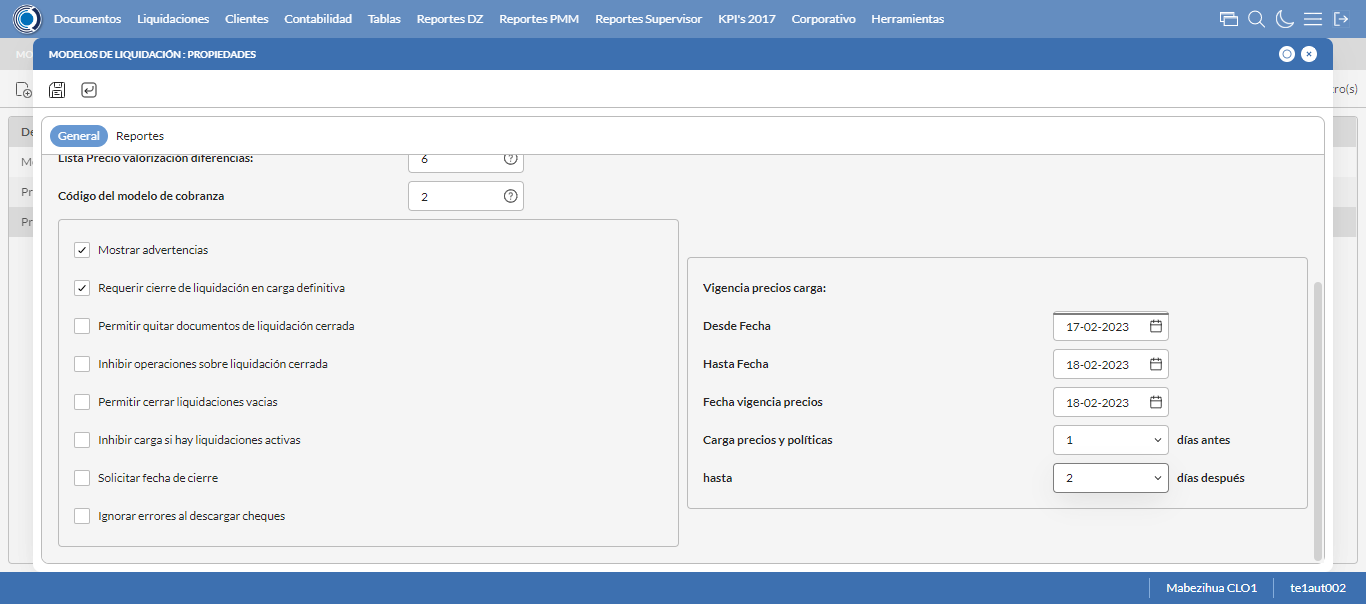 Documentos Liquidaciones Clientes Contabilidad Tablas Reportes DZ Reportes PMM Reportes Supervisor KPI's 2017 Corporativo Herramientas
MODELOS DE LIQUIDACIÓN : PROPIEDADES
ro(s)
General Reportes
De
Lista Precio valorización diferencias: 6
Mo
Código del modelo de cobranza 2
Pr
Pr
Mostrar advertencias
Requerir cierre de liquidación en carga definitiva
Permitir quitar documentos de liquidación cerrada
Inhibir operaciones sobre liquidación cerrada
Permitir cerrar liquidaciones vacias
Inhibir carga si hay liquidaciones activas
Solicitar fecha de cierre
Ignorar errores al descargar cheques
Vigencia precios carga:
Desde Fecha 17-02-2023
Hasta Fecha 18-02-2023
Fecha vigencia precios 18-02-2023
Carga precios y políticas 1 días antes
hasta 2 días después
Mabezihua CLO1 te1aut002